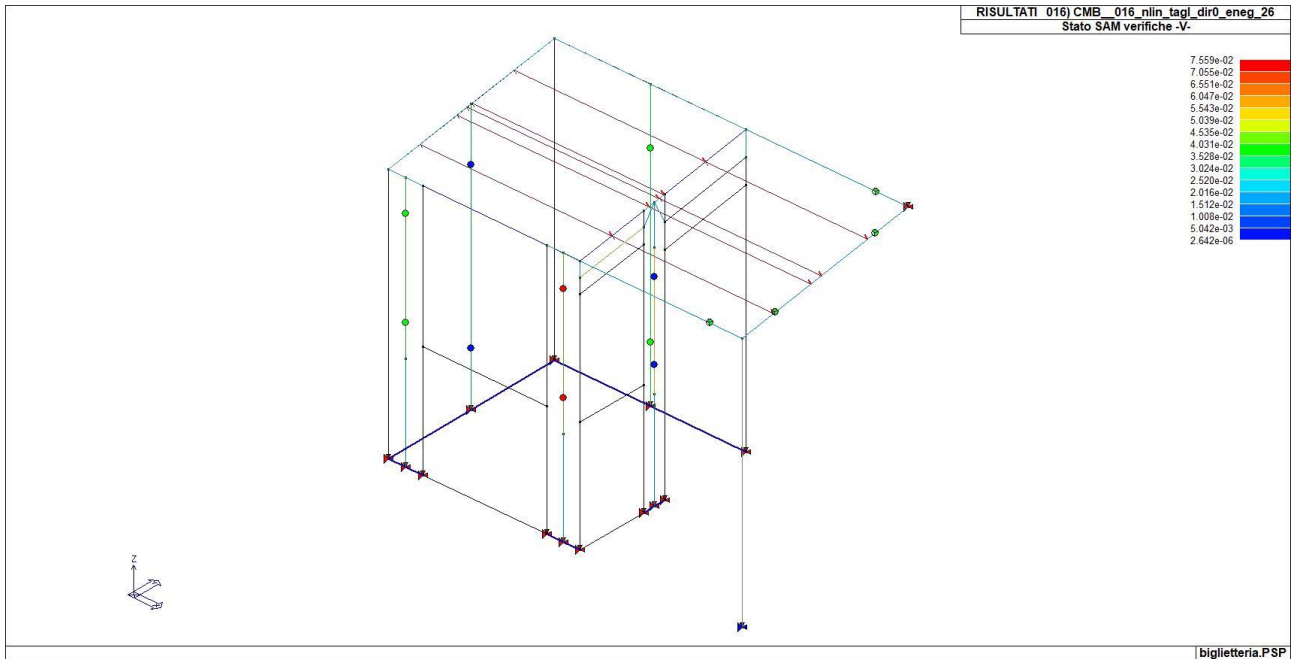 RISULTATI 016) CMB__016_nlin_tagl_dir0_eneg_26
Stato SAM verifiche -V-
7.559e-02
7.055e-02
6.551e-02
6.047e-02
5.543e-02
5.039e-02
4.535e-02
4.031e-02
3.528e-02
3.024e-02
2.520e-02
2.016e-02
1.512e-02
1.008e-02
5.042e-03
2.642e-06
Z
biglietteria.PSP